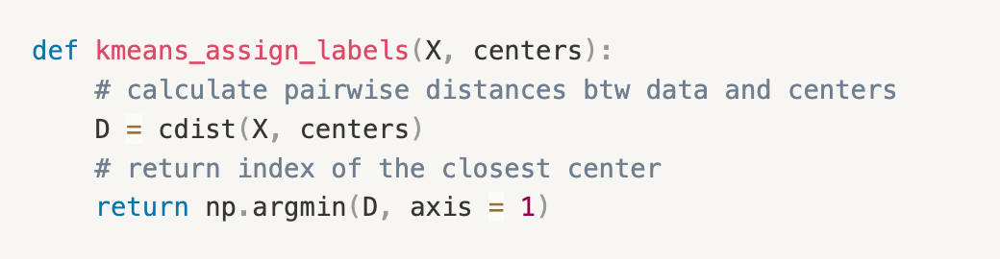 def kmeans_assign_labels(X, centers):
    # calculate pairwise distances btw data and centers
    D = cdist(X, centers)
    # return index of the closest center
    return np.argmin(D, axis = 1)